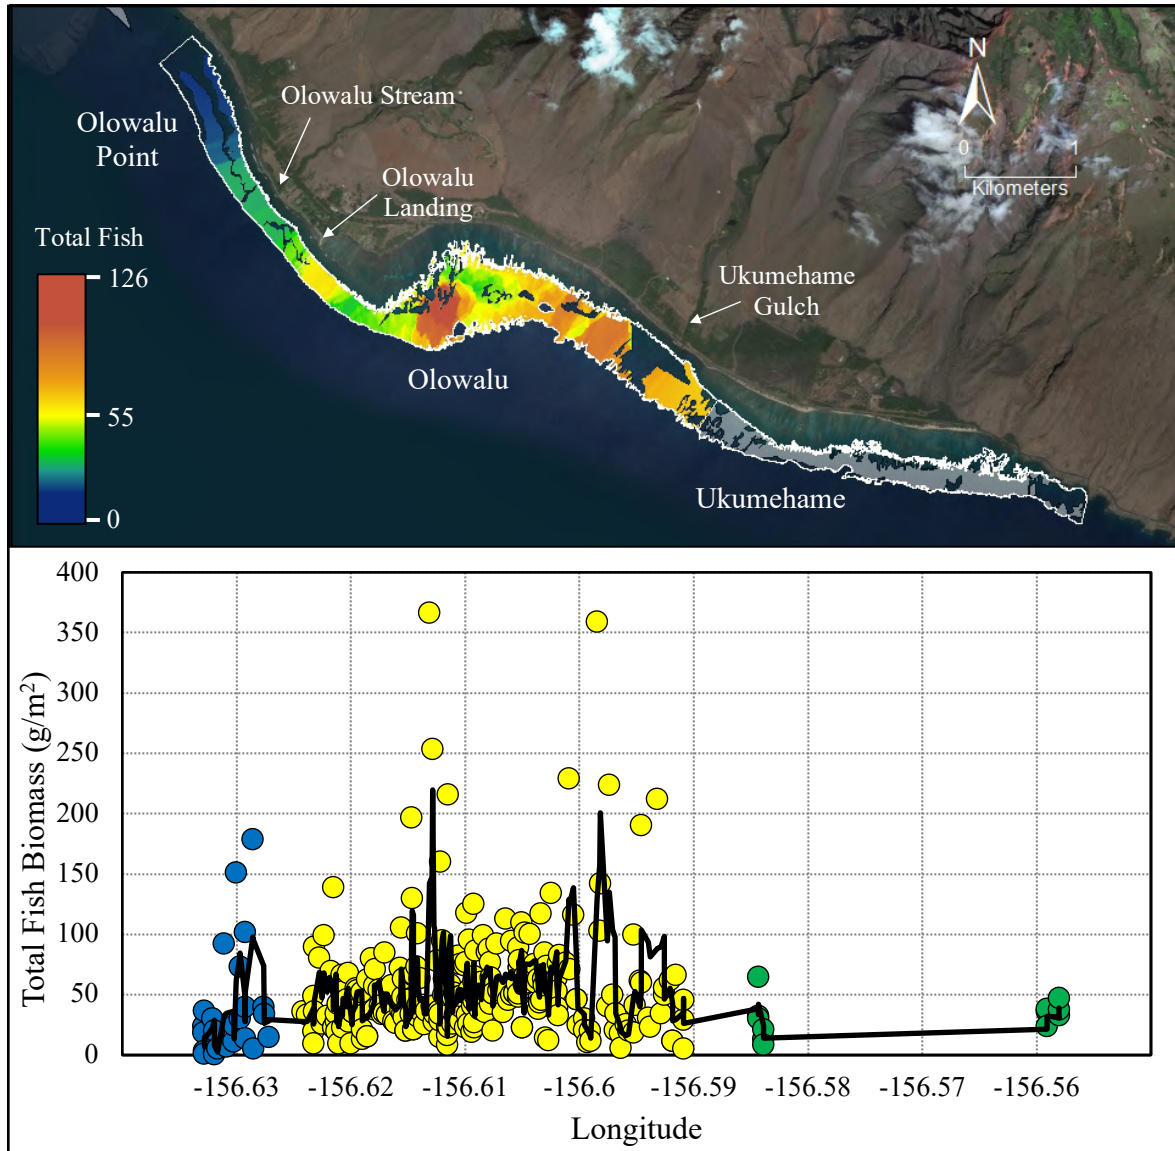 N
Olowalu Stream
Olowalu
Point
0
1
Kilometers
Olowalu
Landing
Total Fish
Ukumehame
Gulch
126
Olowalu
55
Ukumehame
0
400
350
300
250
200
150
100
50
0
Total Fish Biomass (g/m²)
-156.63
-156.62
-156.61
-156.6
-156.59
-156.58
-156.57
-156.56
Longitude